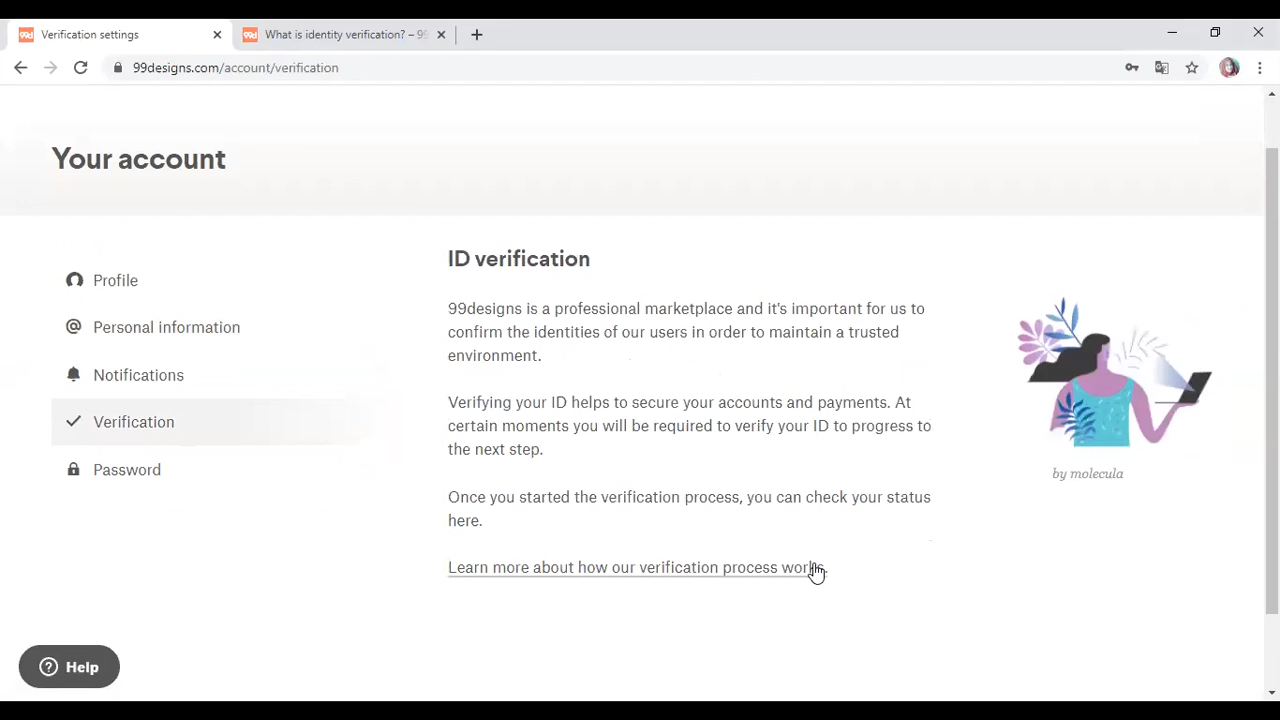 Verification settings
What is identity verification? – 99
99designs.com/account/verification
Your account
Profile
Personal information
Notifications
Verification
Password
ID verification
99designs is a professional marketplace and it's important for us to
confirm the identities of our users in order to maintain a trusted
environment.
Verifying your ID helps to secure your accounts and payments. At
certain moments you will be required to verify your ID to progress to
the next step.
Once you started the verification process, you can check your status
here.
Learn more about how our verification process works.
by molecula
Help